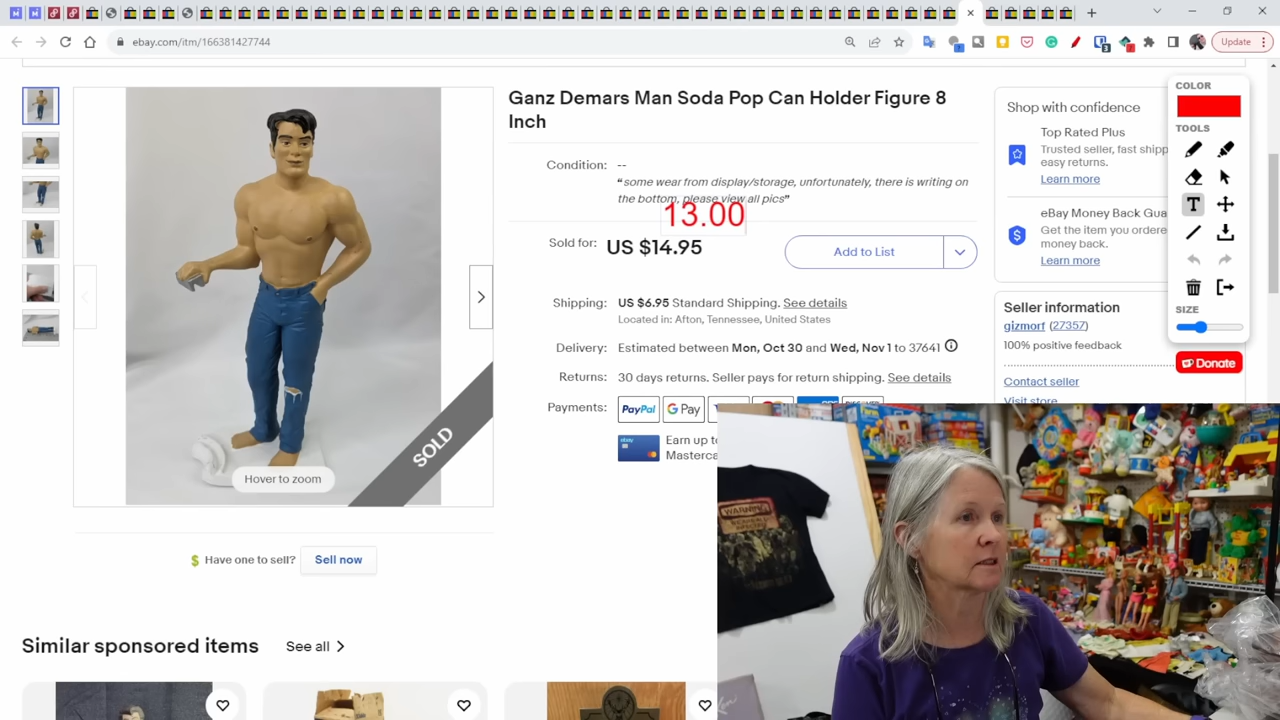 ebay.com/itm/166381427744
Update
Ganz Demars Man Soda Pop Can Holder Figure 8
Inch
Condition: --
“some wear from display/storage, unfortunately, there is writing on
the bottom, please view all pics”
13.00
Sold for: US $14.95
Add to List
Shipping: US $6.95 Standard Shipping. See details
Located in: Afton, Tennessee, United States
Delivery: Estimated between Mon, Oct 30 and Wed, Nov 1 to 37641
Returns: 30 days returns. Seller pays for return shipping. See details
Payments: PayPal G Pay
Earn up to
Masterca
SOLD
Hover to zoom
Have one to sell? Sell now
Similar sponsored items See all
Shop with confidence
Top Rated Plus
Trusted seller, fast shipp
easy returns.
Learn more
eBay Money Back Gua
Get the item you ordere
money back.
Learn more
Seller information
gizmorf (27357)
100% positive feedback
Contact seller
Visit store
COLOR
TOOLS
T
SIZE
Donate
WARNING